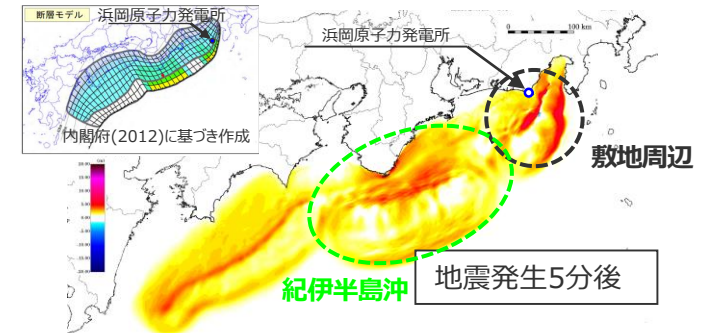 断層モデル
浜岡原子力発電所
内閣府(2012)に基づき作成
浜岡原子力発電所
0 100 km
敷地周辺
紀伊半島沖
地震発生5分後